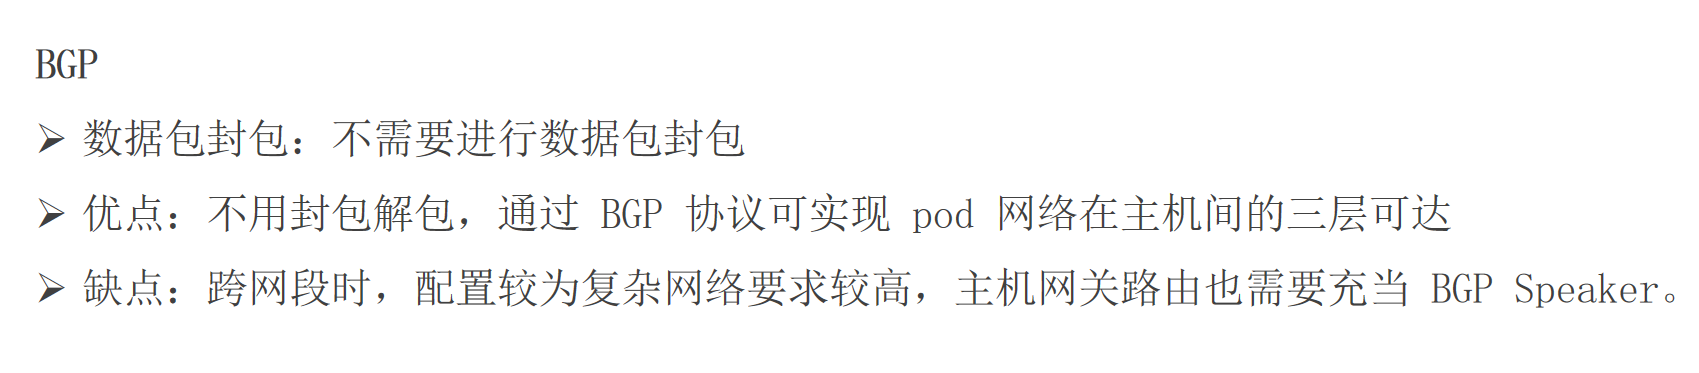 BGP
➢ 数据包封包：不需要进行数据包封包
➢ 优点：不用封包解包，通过 BGP 协议可实现 pod 网络在主机间的三层可达
➢ 缺点：跨网段时，配置较为复杂网络要求较高，主机网关路由也需要充当 BGP Speaker。